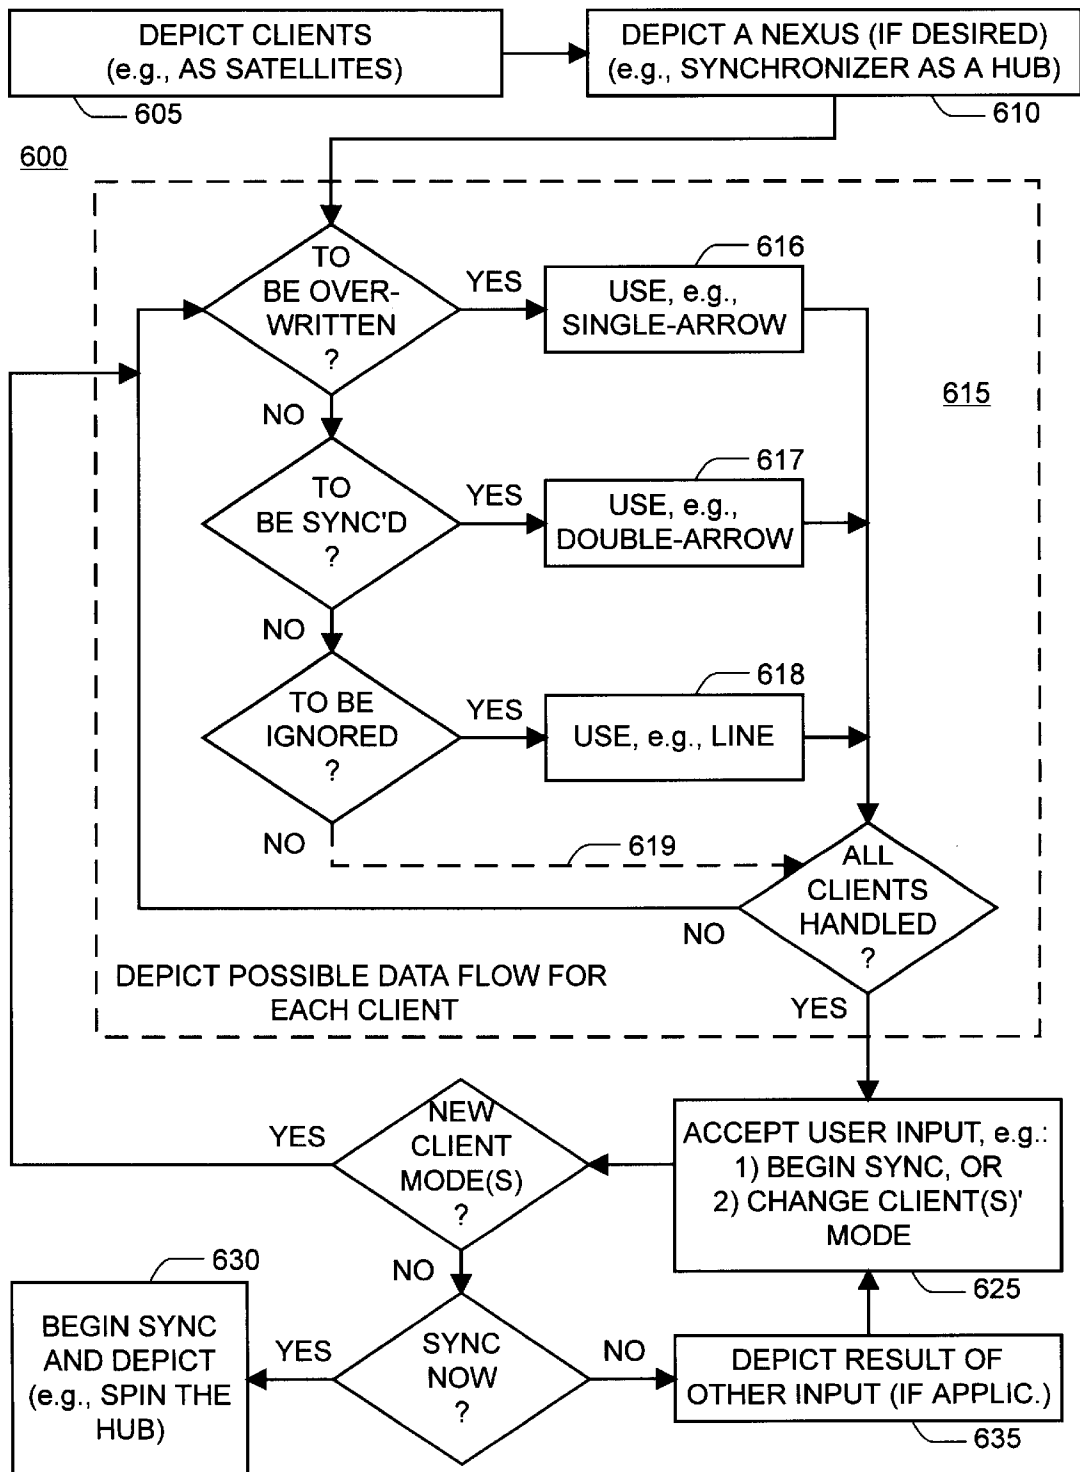 DEPICT CLIENTS
(e.g., AS SATELLITES)
605
DEPICT A NEXUS (IF DESIRED)
(e.g., SYNCHRONIZER AS A HUB)
610
600
TO
BE OVER-
WRITTEN
?
YES
616
USE, e.g.,
SINGLE-ARROW
615
NO
TO
BE SYNC'D
?
YES
617
USE, e.g.,
DOUBLE-ARROW
NO
TO BE
IGNORED
?
YES
618
USE, e.g., LINE
NO
619
ALL
CLIENTS
HANDLED
?
NO
DEPICT POSSIBLE DATA FLOW FOR
EACH CLIENT
YES
ACCEPT USER INPUT, e.g.:
1) BEGIN SYNC, OR
2) CHANGE CLIENT(S)'
MODE
625
NEW
CLIENT
MODE(S)
?
YES
NO
SYNC
NOW
?
YES
630
BEGIN SYNC
AND DEPICT
(e.g., SPIN THE
HUB)
NO
DEPICT RESULT OF
OTHER INPUT (IF APPLIC.)
635